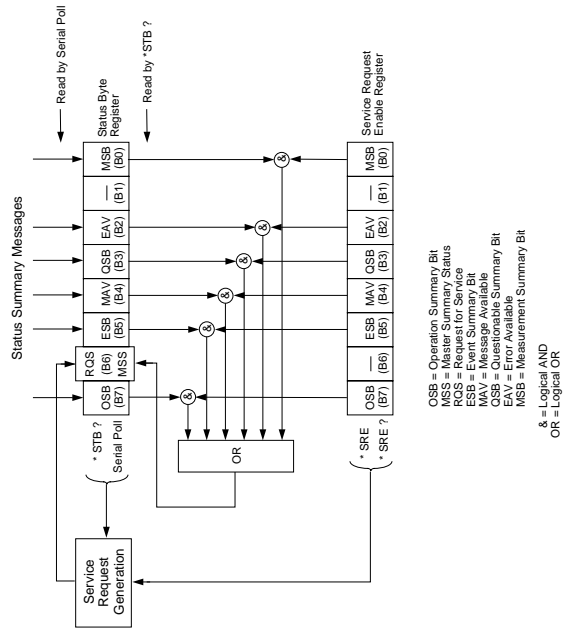 Status Summary Messages
Read by Serial Poll
Service
Request
Generation
* STB ?
Serial Poll
OSB
(B7)
RQS
(B6)
MSS
ESB
(B5)
MAV
(B4)
QSB
(B3)
EAV
(B2)
—
(B1)
MSB
(B0)
Status Byte
Register
Read by *STB ?
OR
&
&
&
&
&
&
* SRE
* SRE ?
OSB
(B7)
—
(B6)
ESB
(B5)
MAV
(B4)
QSB
(B3)
EAV
(B2)
—
(B1)
MSB
(B0)
Service Request
Enable Register
OSB = Operation Summary Bit
MSS = Master Summary Status
RQS = Request for Service
ESB = Event Summary Bit
MAV = Message Available
QSB = Questionable Summary Bit
EAV = Error Available
MSB = Measurement Summary Bit
& = Logical AND
OR = Logical OR